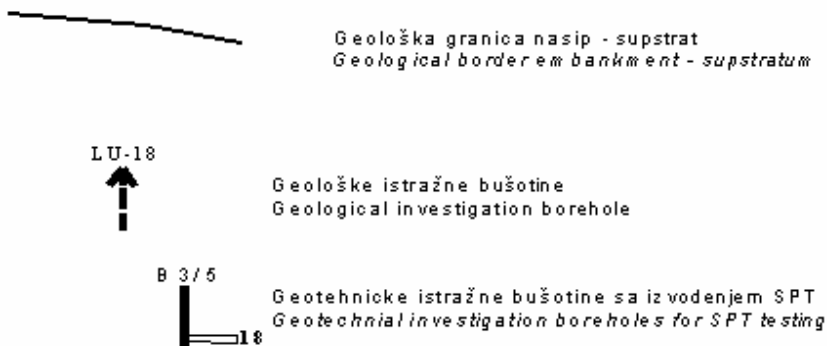 Geološka granica nasip - supstrat
Geological border embankment - supstratum
LU-18
Geološke istražne bušotine
Geological investigation borehole
B 3/5
Geotehnicke istražne bušotine sa izvodenjem SPT
Geotechnial investigation boreholes for SPT testing
18